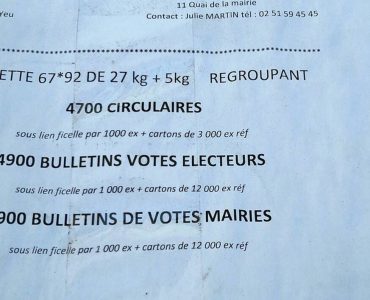 Yeu
11 Quai de la mairie
Contact : Julie MARTIN tél : 02 51 59 45 45
ETTE 67*92 DE 27 kg + 5kg REGROUPANT
4700 CIRCULAIRES
sous lien ficelle par 1000 ex + cartons de 3 000 ex réf
4900 BULLETINS VOTES ELECTEURS
sous lien ficelle par 1 000 ex + cartons de 12 000 ex réf
900 BULLETINS DE VOTES MAIRIES
sous lien ficelle par 1 000 ex + cartons de 12 000 ex réf